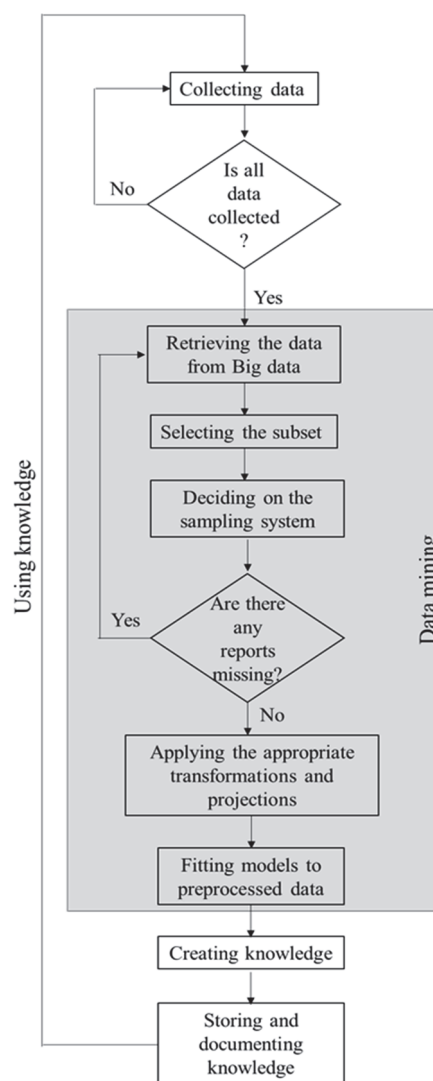 Collecting data
Is all
data
collected
?
No
Yes
Retrieving the data
from Big data
Selecting the subset
Deciding on the
sampling system
Are there
any
reports
missing?
Yes
No
Applying the appropriate
transformations and
projections
Fitting models to
preprocessed data
Creating knowledge
Storing and
documenting
knowledge
Using knowledge
Data mining